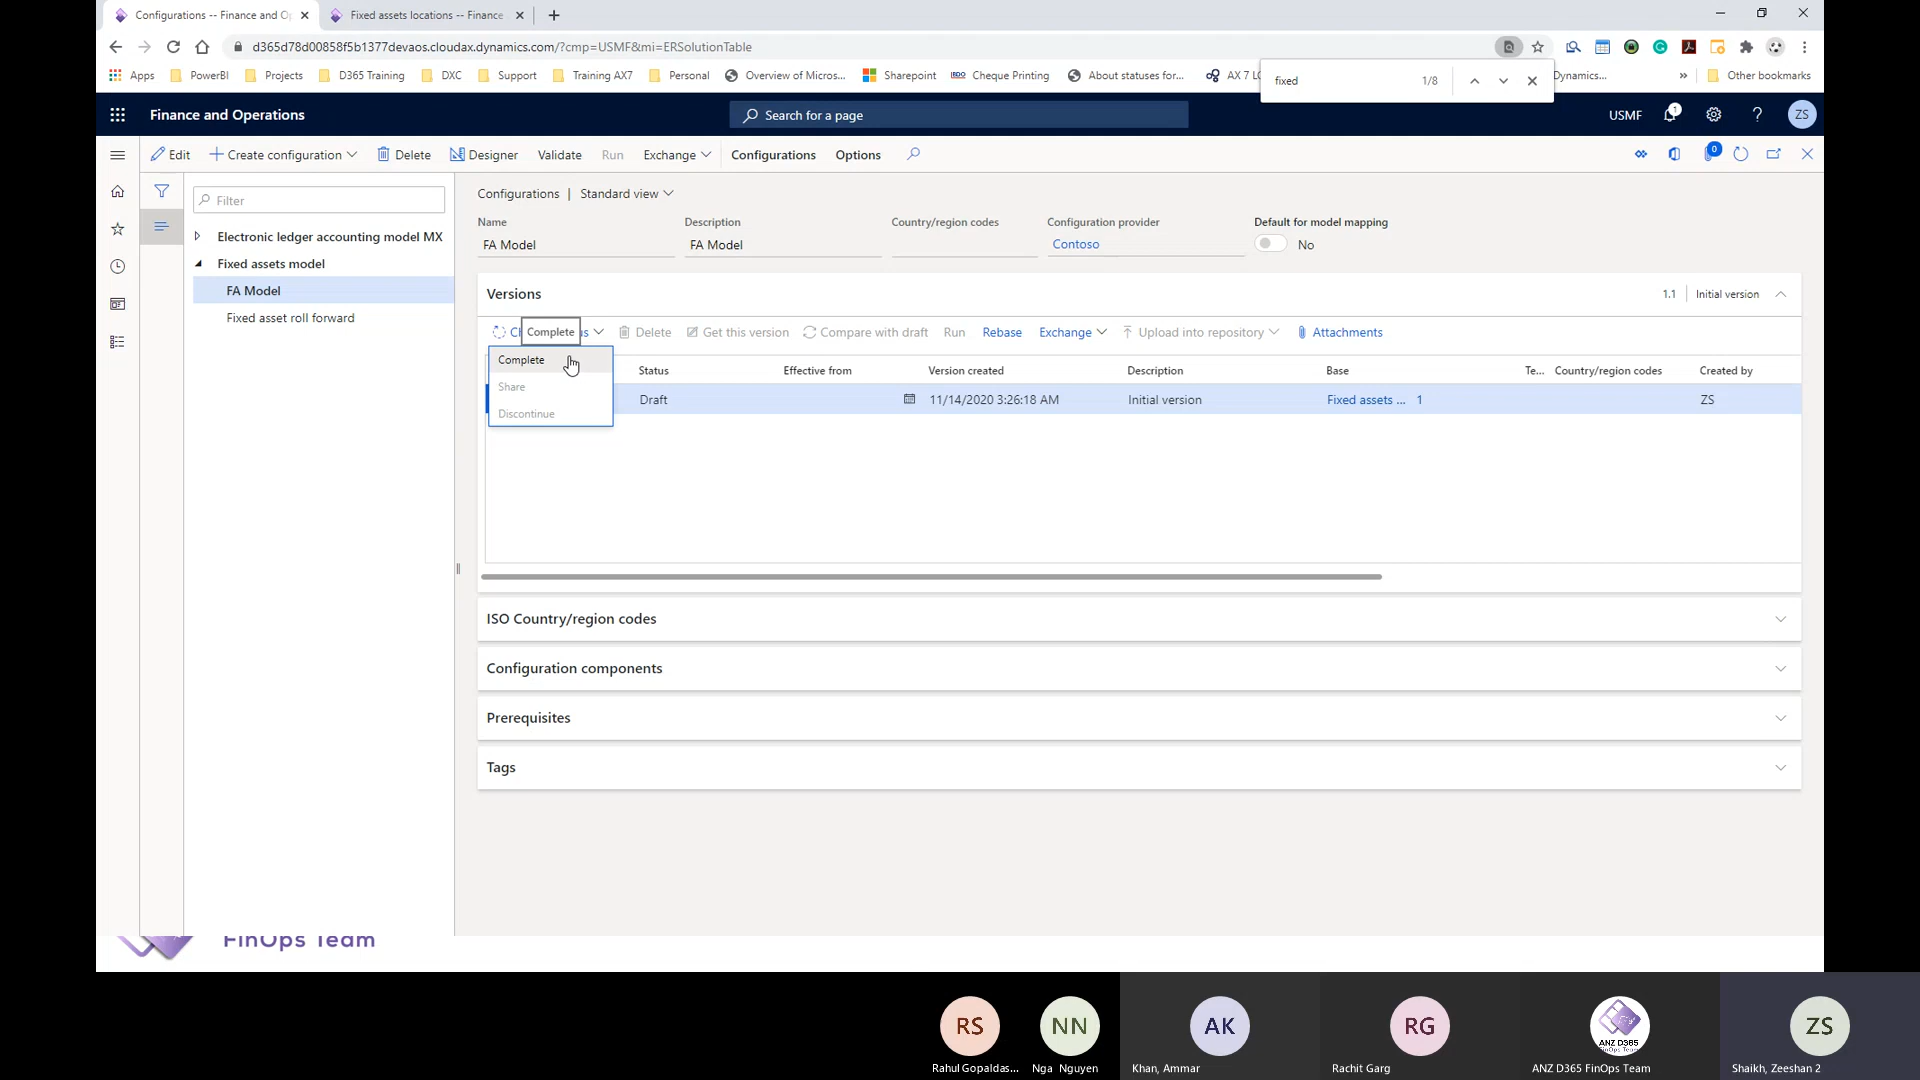 Configurations -- Finance and O
Fixed assets locations -- Finance
d365d78d00858f5b1377devaos.cloudax.dynamics.com/?cmp=USMF&mi=ERSolutionTable
Apps
PowerBI
Projects
D365 Training
DXC
Support
Training AX7
Personal
Overview of Micros...
Sharepoint
Cheque Printing
About statuses for...
AX 7 LC
Dynamics...
»
Other bookmarks
fixed
1/8
Finance and Operations
Search for a page
USMF
1
?
ZS
Edit
Create configuration
Delete
Designer
Validate
Run
Exchange
Configurations
Options
0
Filter
Electronic ledger accounting model MX
Fixed assets model
FA Model
Fixed asset roll forward
Configurations | Standard view
Name
Description
Country/region codes
Configuration provider
Default for model mapping
FA Model
FA Model
Contoso
No
Versions
1.1
Initial version
Complete
Delete
Get this version
Compare with draft
Run
Rebase
Exchange
Upload into repository
Attachments
Complete
Share
Discontinue
Status
Effective from
Version created
Description
Base
Te...
Country/region codes
Created by
Draft
11/14/2020 3:26:18 AM
Initial version
Fixed assets ...
1
ZS
ISO Country/region codes
Configuration components
Prerequisites
Tags
FinOps Team
RS
NN
AK
RG
ANZ D365
FinOps Team
ZS
Rahul Gopaldas...
Nga Nguyen
Khan, Ammar
Rachit Garg
ANZ D365 FinOps Team
Shaikh, Zeeshan 2